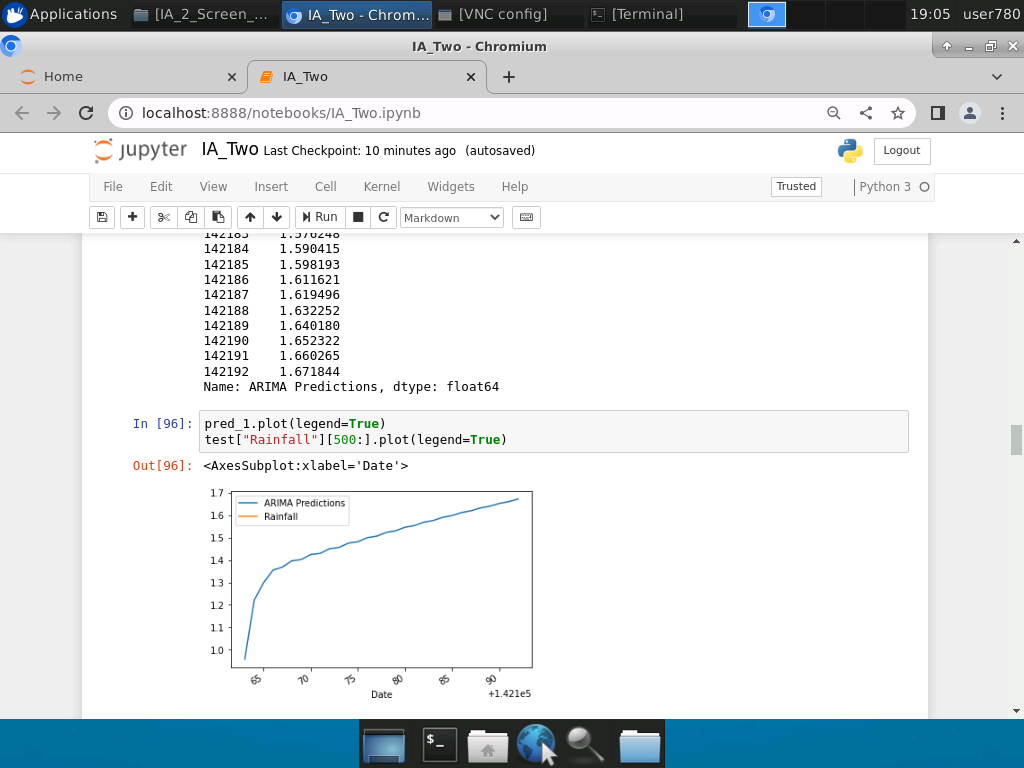 Applications [IA_2_Screen_... IA_Two - Chrom... [VNC config] [Terminal] 19:05 user780
IA_Two - Chromium
Home IA_Two
localhost:8888/notebooks/IA_Two.ipynb
jupyter IA_Two Last Checkpoint: 10 minutes ago (autosaved) Logout
File Edit View Insert Cell Kernel Widgets Help Trusted Python 3
Run Markdown
142183 1.576248
142184 1.590415
142185 1.598193
142186 1.611621
142187 1.619496
142188 1.632252
142189 1.640180
142190 1.652322
142191 1.660265
142192 1.671844
Name: ARIMA Predictions, dtype: float64
In [96]: pred_1.plot(legend=True)
test["Rainfall"][500:].plot(legend=True)
Out[96]: <AxesSubplot:xlabel='Date'>
1.7
ARIMA Predictions
Rainfall
1.6
1.5
1.4
1.3
1.2
1.1
1.0
65 70 75 80 85 90
Date +1.421e5
$_